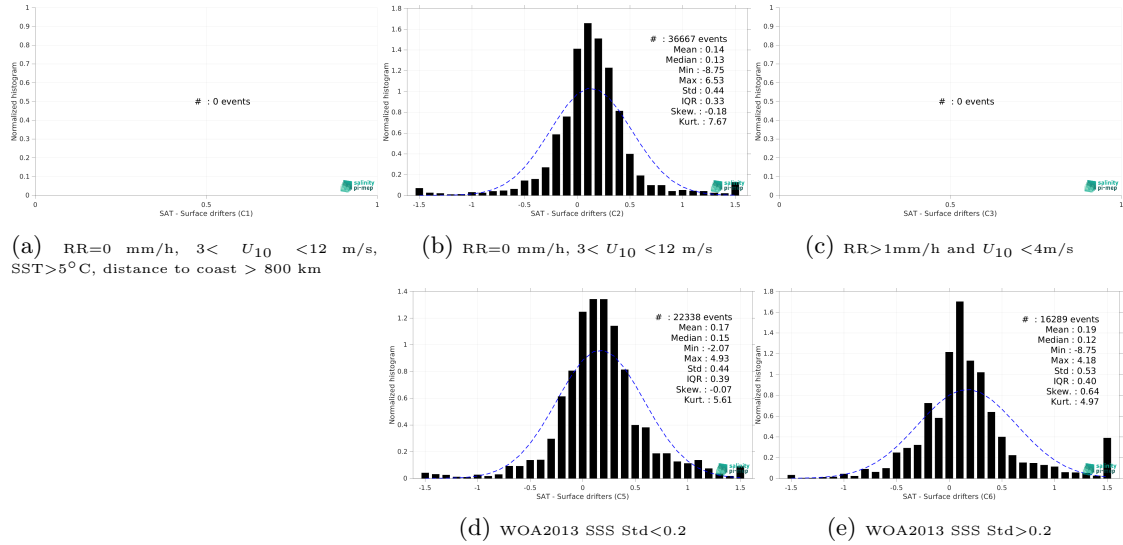 Normalized histogram
1
0.9
0.8
0.7
0.6
0.5
0.4
0.3
0.2
0.1
0
# : 0 events
0 0.5 1
SAT - Surface drifters (C1)
salinity
pi-mep
(a) RR=0 mm/h, 3< U10 <12 m/s,
SST>5°C, distance to coast > 800 km
Normalized histogram
1.8
1.6
1.4
1.2
1
0.8
0.6
0.4
0.2
0
# : 36667 events
Mean : 0.14
Median : 0.13
Min : -8.75
Max : 6.53
Std : 0.44
IQR : 0.33
Skew. : -0.18
Kurt. : 7.67
-1.5 -1 -0.5 0 0.5 1 1.5
SAT - Surface drifters (C2)
salinity
pi-mep
(b) RR=0 mm/h, 3< U10 <12 m/s
Normalized histogram
1
0.9
0.8
0.7
0.6
0.5
0.4
0.3
0.2
0.1
0
# : 0 events
0 0.5 1
SAT - Surface drifters (C3)
salinity
pi-mep
(c) RR>1mm/h and U10 <4m/s
Normalized histogram
1.4
1.2
1
0.8
0.6
0.4
0.2
0
# : 22338 events
Mean : 0.17
Median : 0.15
Min : -2.07
Max : 4.93
Std : 0.44
IQR : 0.39
Skew. : -0.07
Kurt. : 5.61
-1.5 -1 -0.5 0 0.5 1 1.5
SAT - Surface drifters (C5)
salinity
pi-mep
(d) WOA2013 SSS Std<0.2
Normalized histogram
1.8
1.6
1.4
1.2
1
0.8
0.6
0.4
0.2
0
# : 16289 events
Mean : 0.19
Median : 0.12
Min : -8.75
Max : 4.18
Std : 0.53
IQR : 0.40
Skew. : 0.64
Kurt. : 4.97
-1.5 -1 -0.5 0 0.5 1 1.5
SAT - Surface drifters (C6)
salinity
pi-mep
(e) WOA2013 SSS Std>0.2